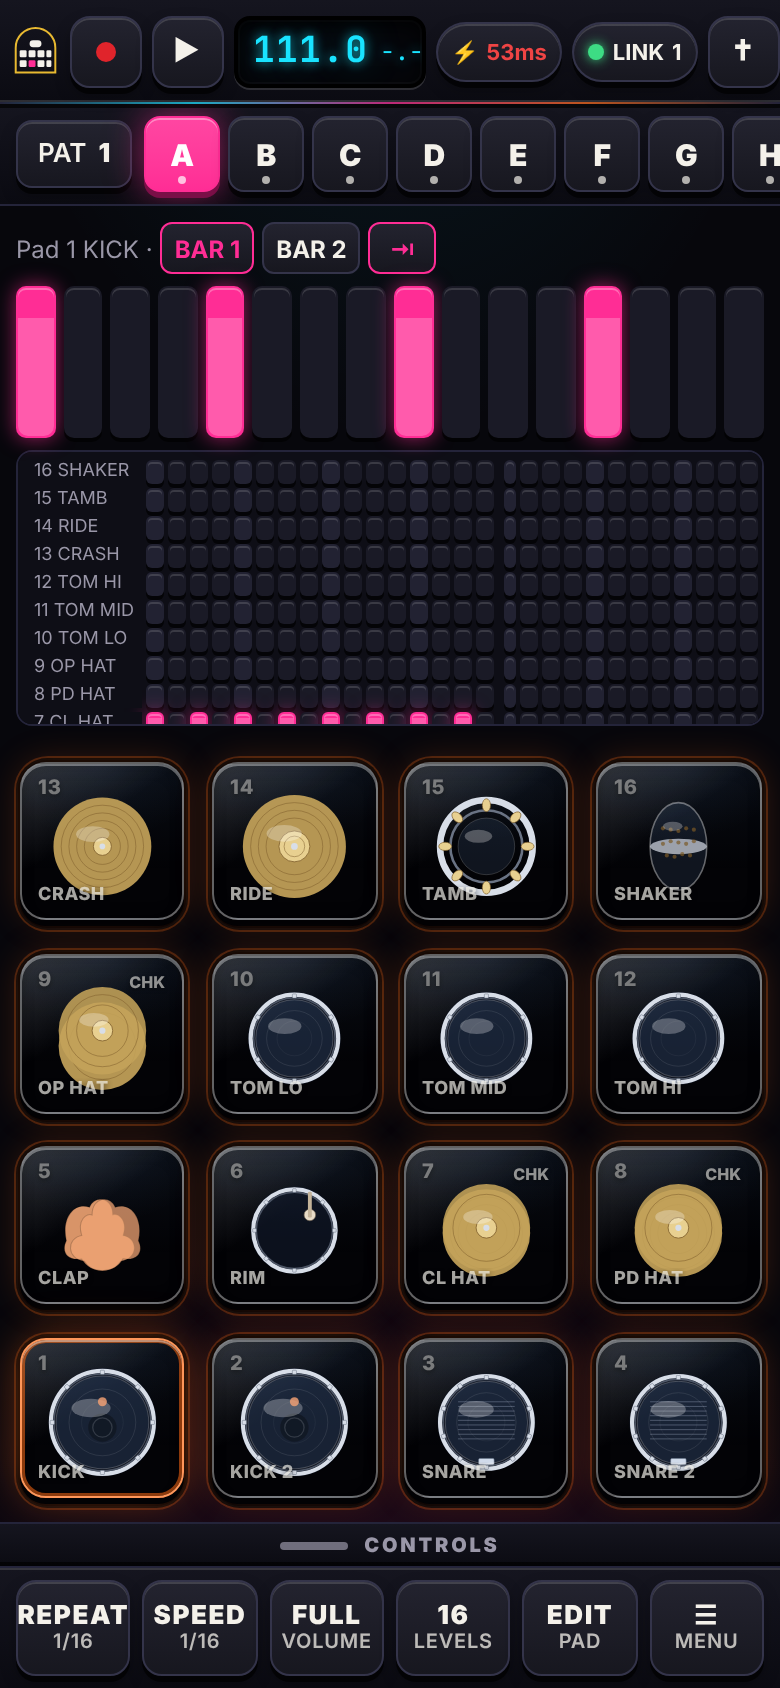 111.0 -.-
⚡ 53ms
LINK 1
✝
PAT 1
A B C D E F G H
Pad 1 KICK · BAR 1 BAR 2 ⇥
16 SHAKER
15 TAMB
14 RIDE
13 CRASH
12 TOM HI
11 TOM MID
10 TOM LO
9 OP HAT
8 PD HAT
7 CL HAT
13 14 15 16
CRASH RIDE TAMB SHAKER
9 CHK 10 11 12
OP HAT TOM LO TOM MID TOM HI
5 6 7 CHK 8 CHK
CLAP RIM CL HAT PD HAT
1 2 3 4
KICK KICK 2 SNARE SNARE 2
CONTROLS
REPEAT SPEED FULL 16 EDIT ☰
1/16 1/16 VOLUME LEVELS PAD MENU